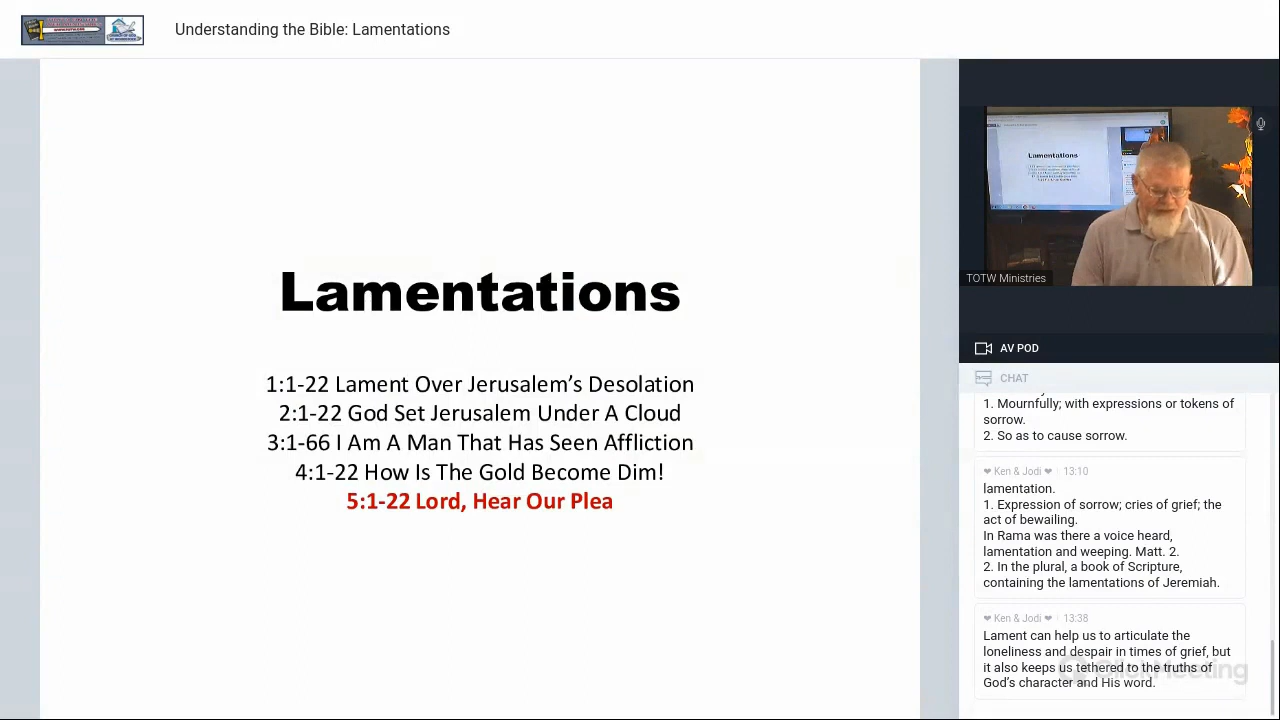 Understanding the Bible: Lamentations
Lamentations
1:1-22 Lament Over Jerusalem’s Desolation
2:1-22 God Set Jerusalem Under A Cloud
3:1-66 I Am A Man That Has Seen Affliction
4:1-22 How Is The Gold Become Dim!
5:1-22 Lord, Hear Our Plea
Lamentations
TOTW Ministries
AV POD
CHAT
1. Mournfully; with expressions or tokens of
sorrow.
2. So as to cause sorrow.
❤ Ken & Jodi ❤ 13:10
lamentation.
1. Expression of sorrow; cries of grief; the
act of bewailing.
In Rama was there a voice heard,
lamentation and weeping. Matt. 2.
2. In the plural, a book of Scripture,
containing the lamentations of Jeremiah.
❤ Ken & Jodi ❤ 13:38
Lament can help us to articulate the
loneliness and despair in times of grief, but
it also keeps us tethered to the truths of
God’s character and His word.
ClickMeeting